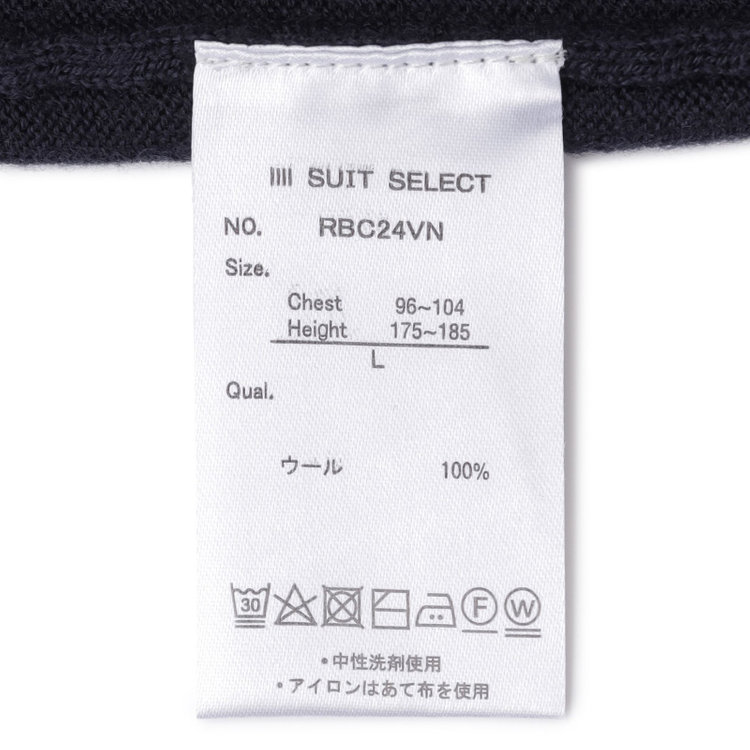 SUIT SELECT
NO. RBC24VN
Size.
Chest 96~104
Height 175~185
L
Qual.
ウール 100%
30 F W
・中性洗剤使用
・アイロンはあて布を使用